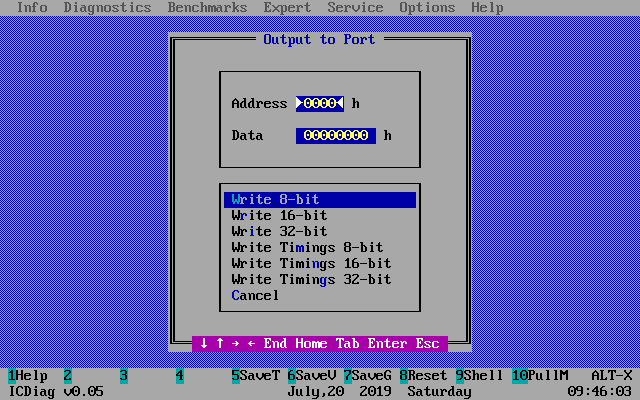 Info Diagnostics Benchmarks Expert Service Options Help
Output to Port
Address 0000 h
Data 00000000 h
Write 8-bit
Write 16-bit
Write 32-bit
Write Timings 8-bit
Write Timings 16-bit
Write Timings 32-bit
Cancel
↓ ↑ → ← End Home Tab Enter Esc
1Help 2 3 4 5SaveT 6SaveV 7SaveG 8Reset 9Shell 10PullM ALT-X
ICDiag v0.05 July,20 2019 Saturday 09:46:03